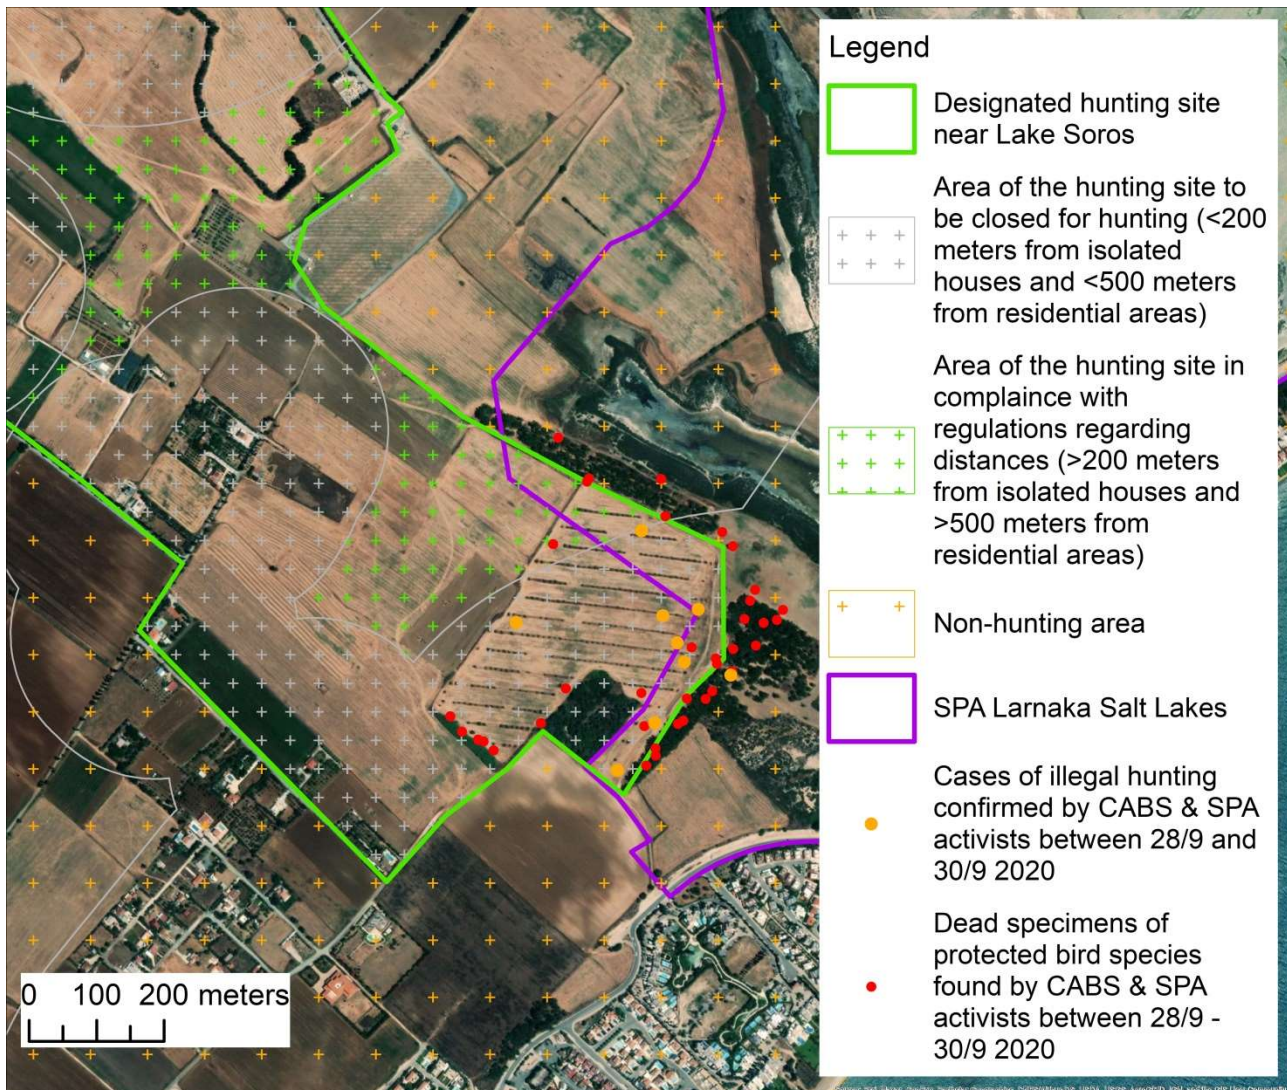 Legend
Designated hunting site
near Lake Soros
Area of the hunting site to
be closed for hunting (<200
meters from isolated
houses and <500 meters
from residential areas)
Area of the hunting site in
complaince with
regulations regarding
distances (>200 meters
from isolated houses and
>500 meters from
residential areas)
Non-hunting area
SPA Larnaka Salt Lakes
Cases of illegal hunting
confirmed by CABS & SPA
activists between 28/9 and
30/9 2020
Dead specimens of
protected bird species
found by CABS & SPA
activists between 28/9 -
30/9 2020
0 100 200 meters